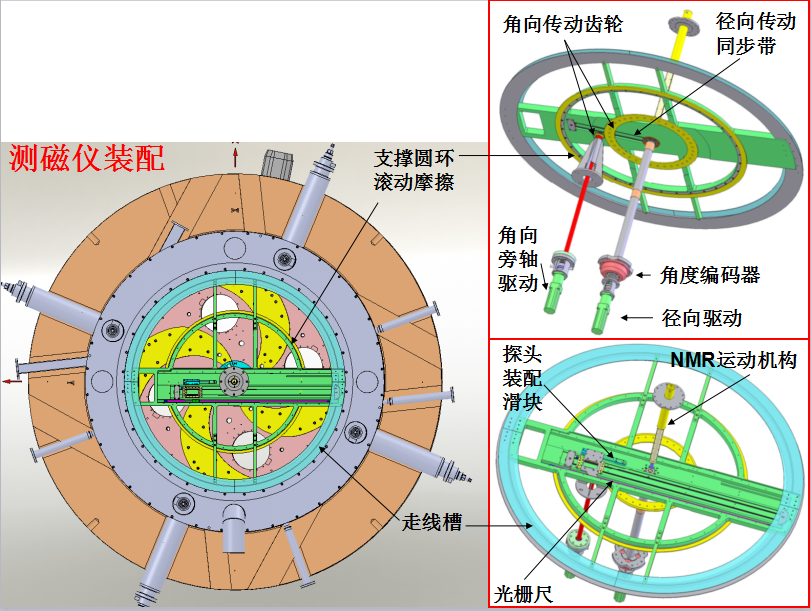 测磁仪装配
支撑圆环
滚动摩擦
走线槽
角向传动齿轮
径向传动
同步带
角向
旁轴
驱动
角度编码器
径向驱动
探头
装配
滑块
NMR运动机构
光栅尺